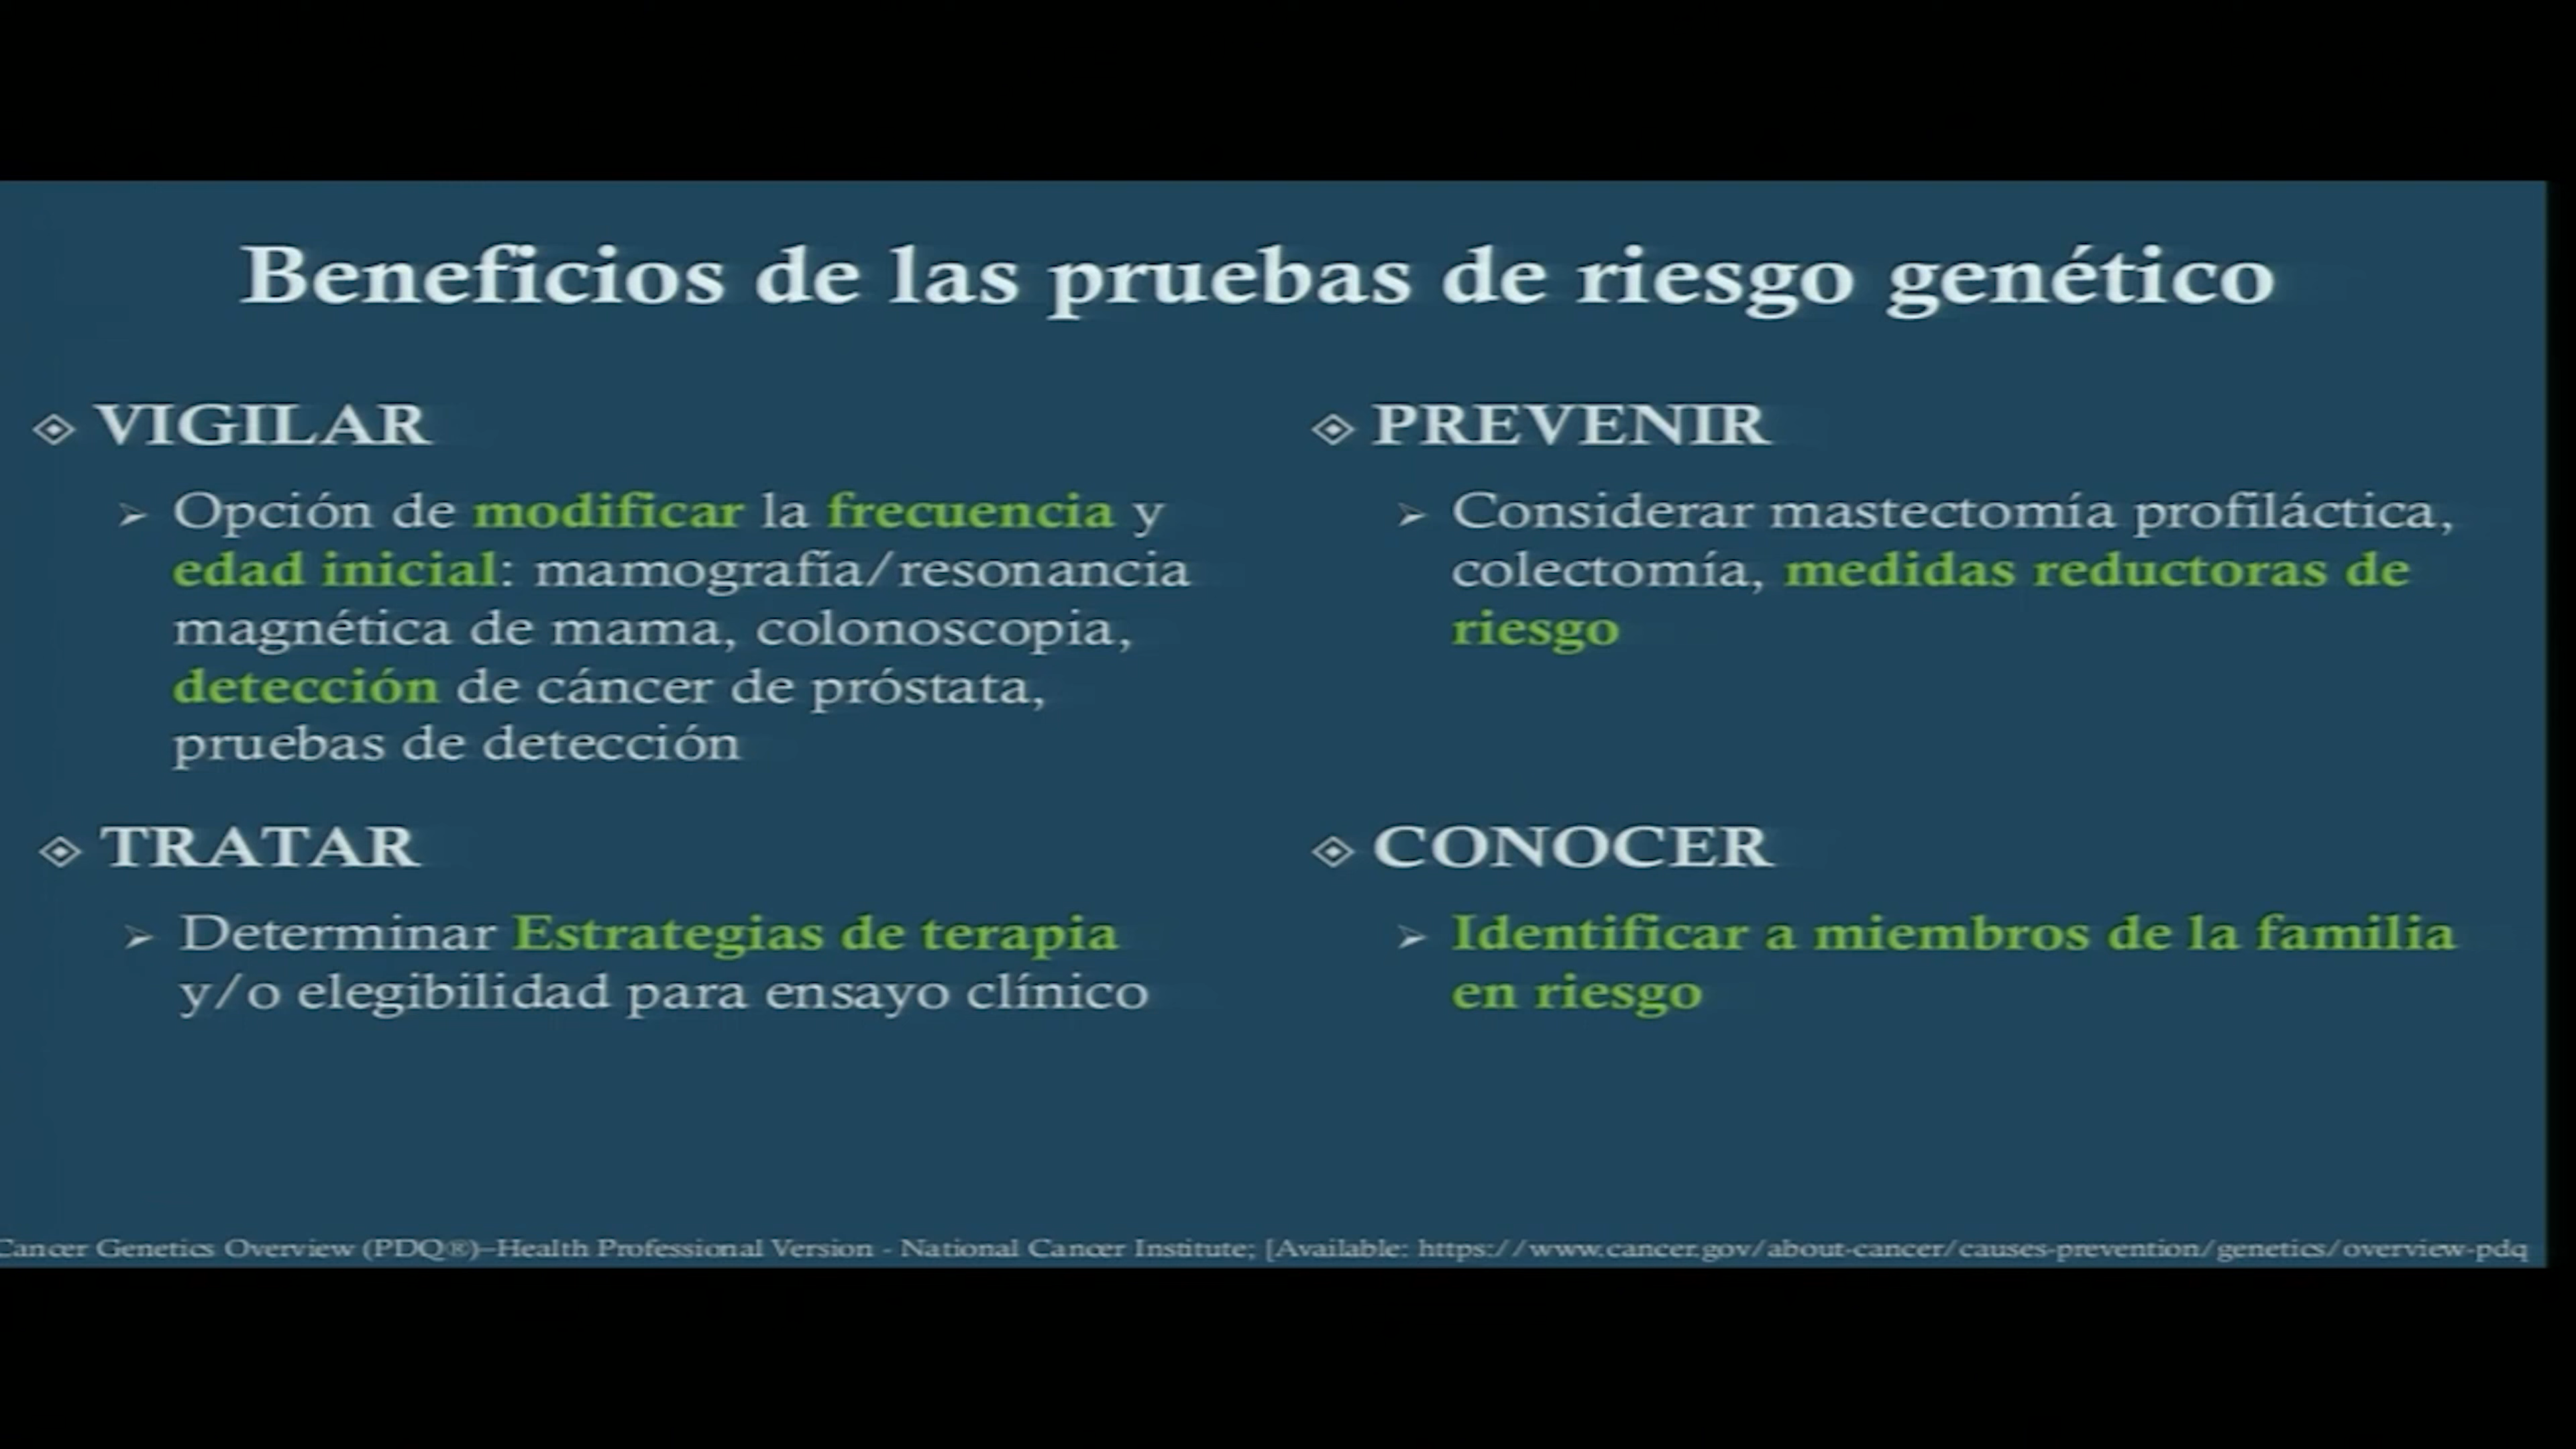 Beneficios de las pruebas de riesgo genético
VIGILAR
Opción de modificar la frecuencia y
edad inicial: mamografía/resonancia
magnética de mama, colonoscopia,
detección de cáncer de próstata,
pruebas de detección
PREVENIR
Considerar mastectomía profiláctica,
colectomía, medidas reductoras de
riesgo
TRATAR
Determinar Estrategias de terapia
y/o elegibilidad para ensayo clínico
CONOCER
Identificar a miembros de la familia
en riesgo
Cancer Genetics Overview (PDQ®)–Health Professional Version - National Cancer Institute; [Available: https://www.cancer.gov/about-cancer/causes-prevention/genetics/overview-pdq